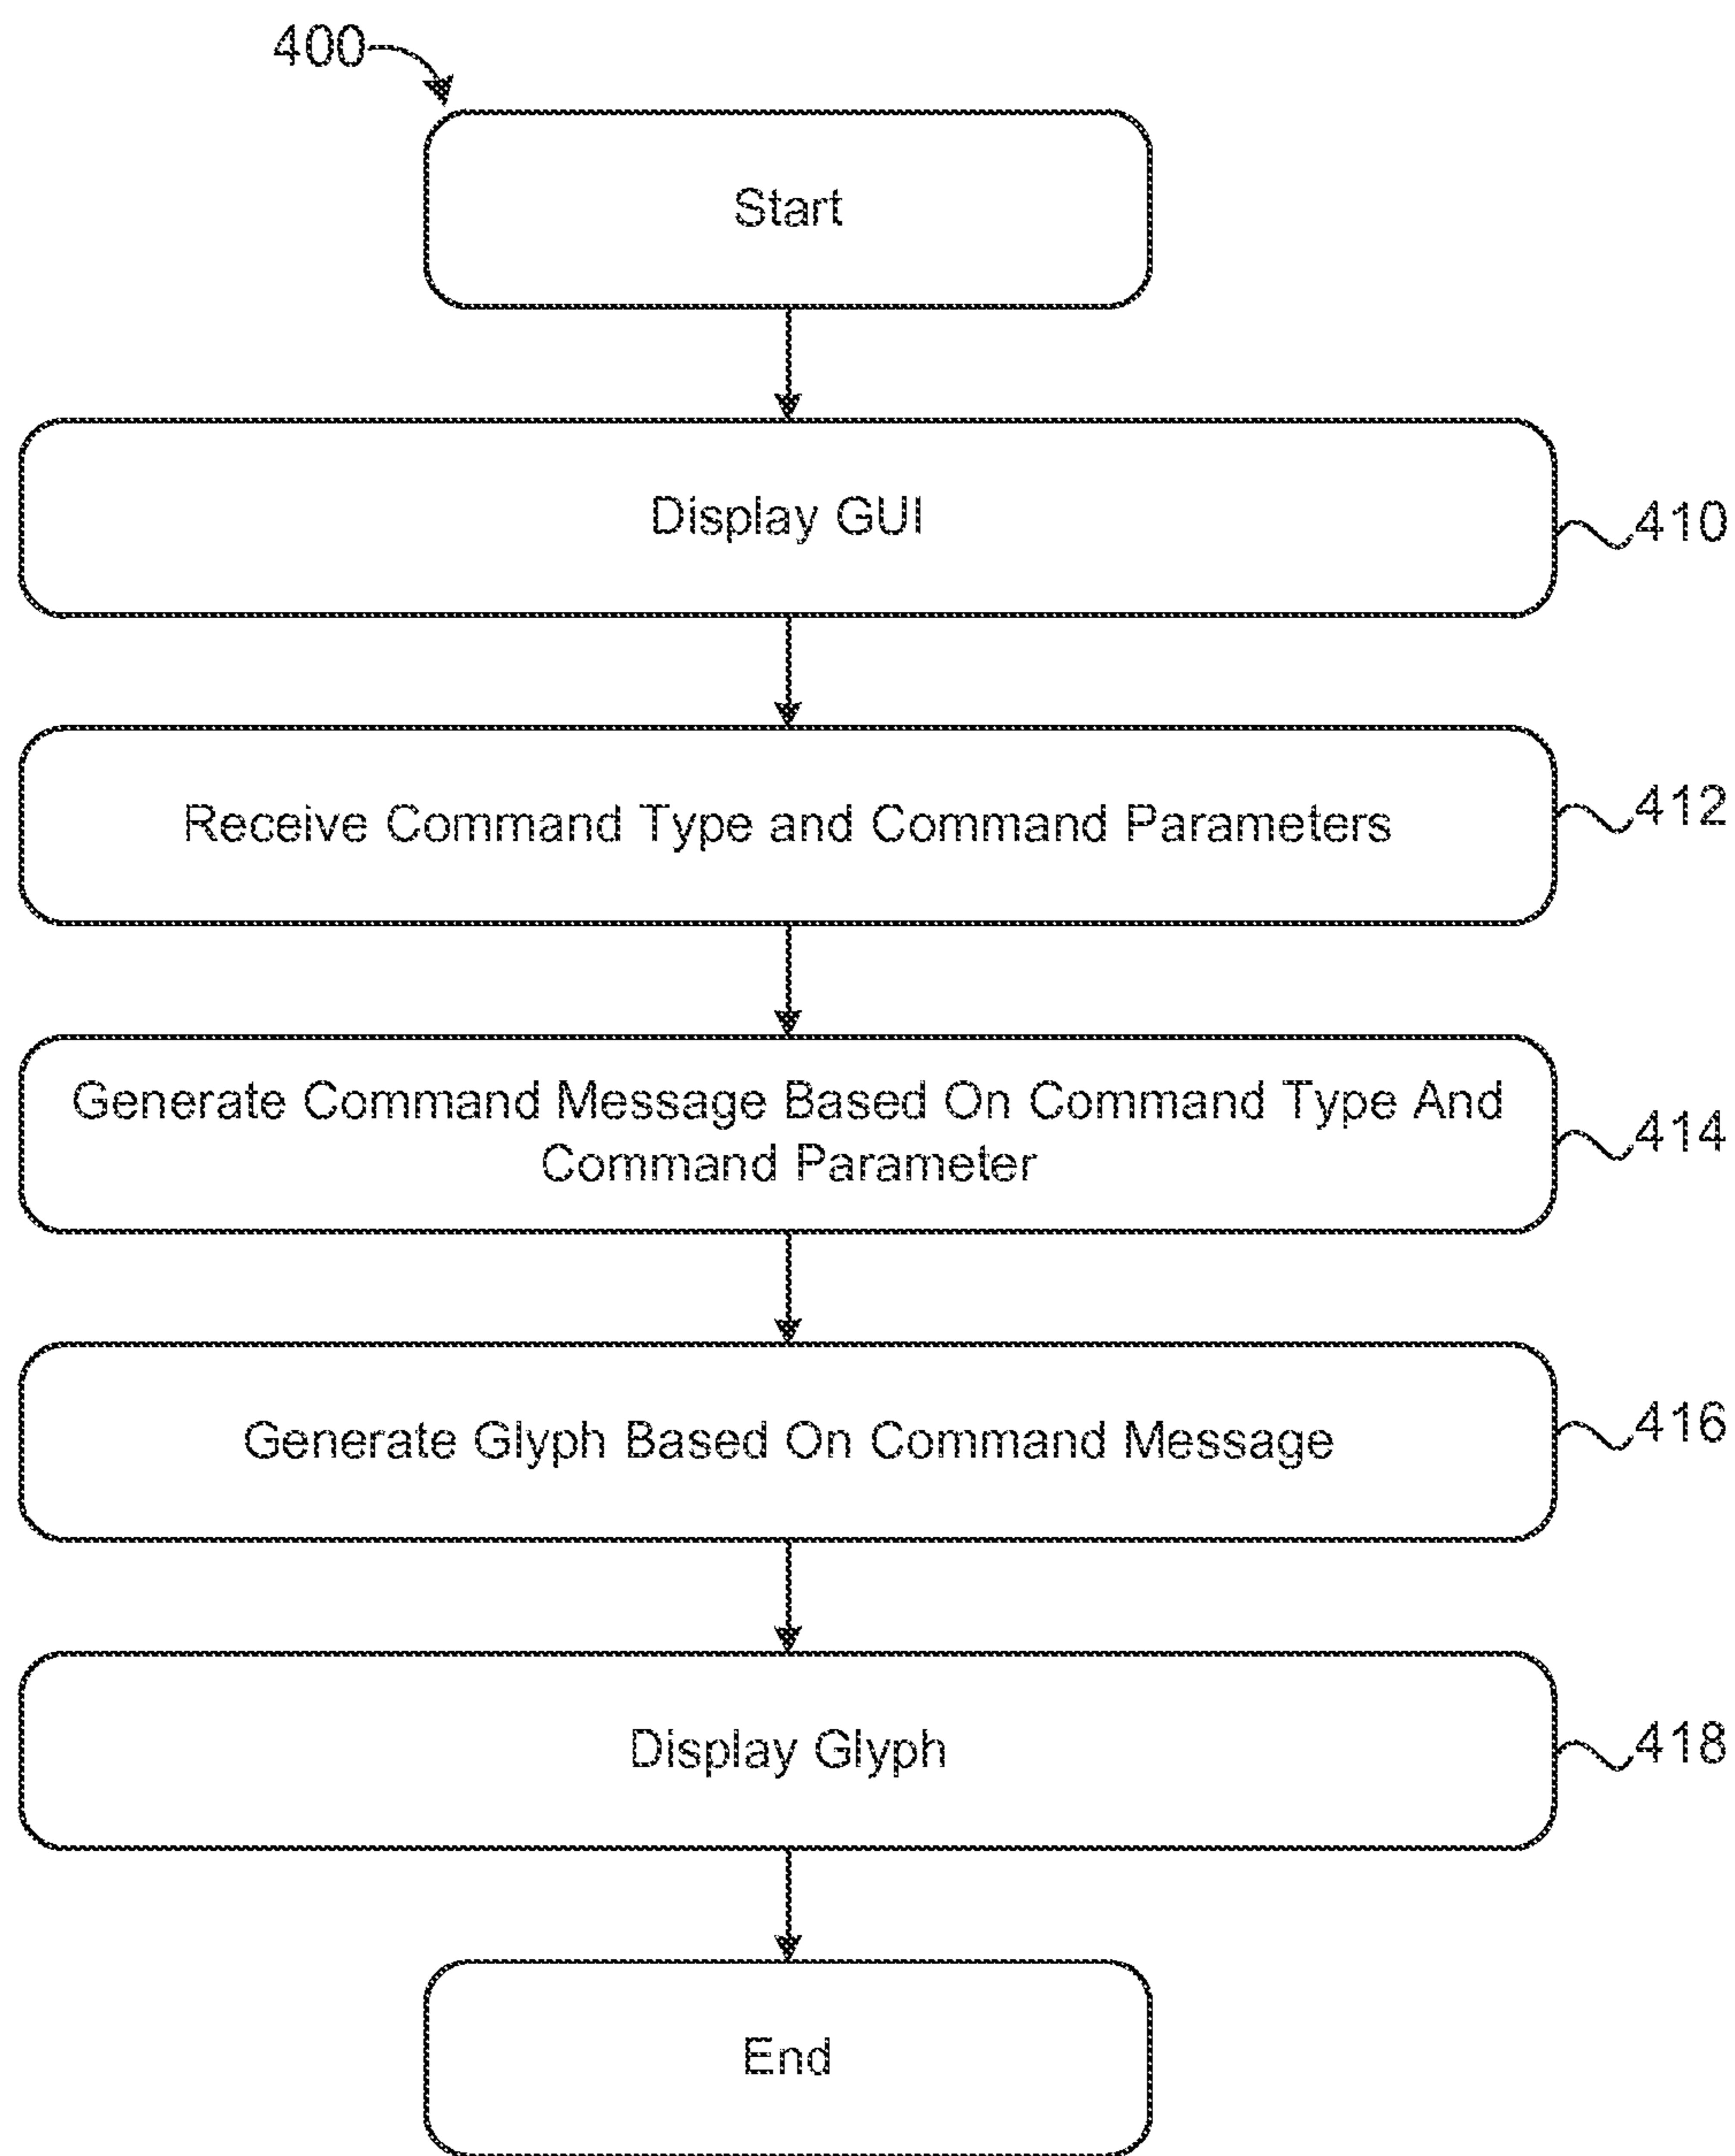 400
Start
Display GUI
410
Receive Command Type and Command Parameters
412
Generate Command Message Based On Command Type And
Command Parameter
414
Generate Glyph Based On Command Message
416
Display Glyph
418
End